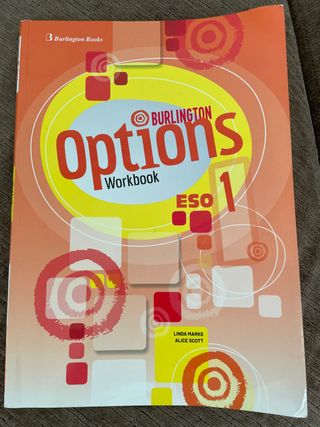 B Burlington Books
BURLINGTON
Options
Workbook
ESO 1
LINDA MARKS
ALICE SCOTT